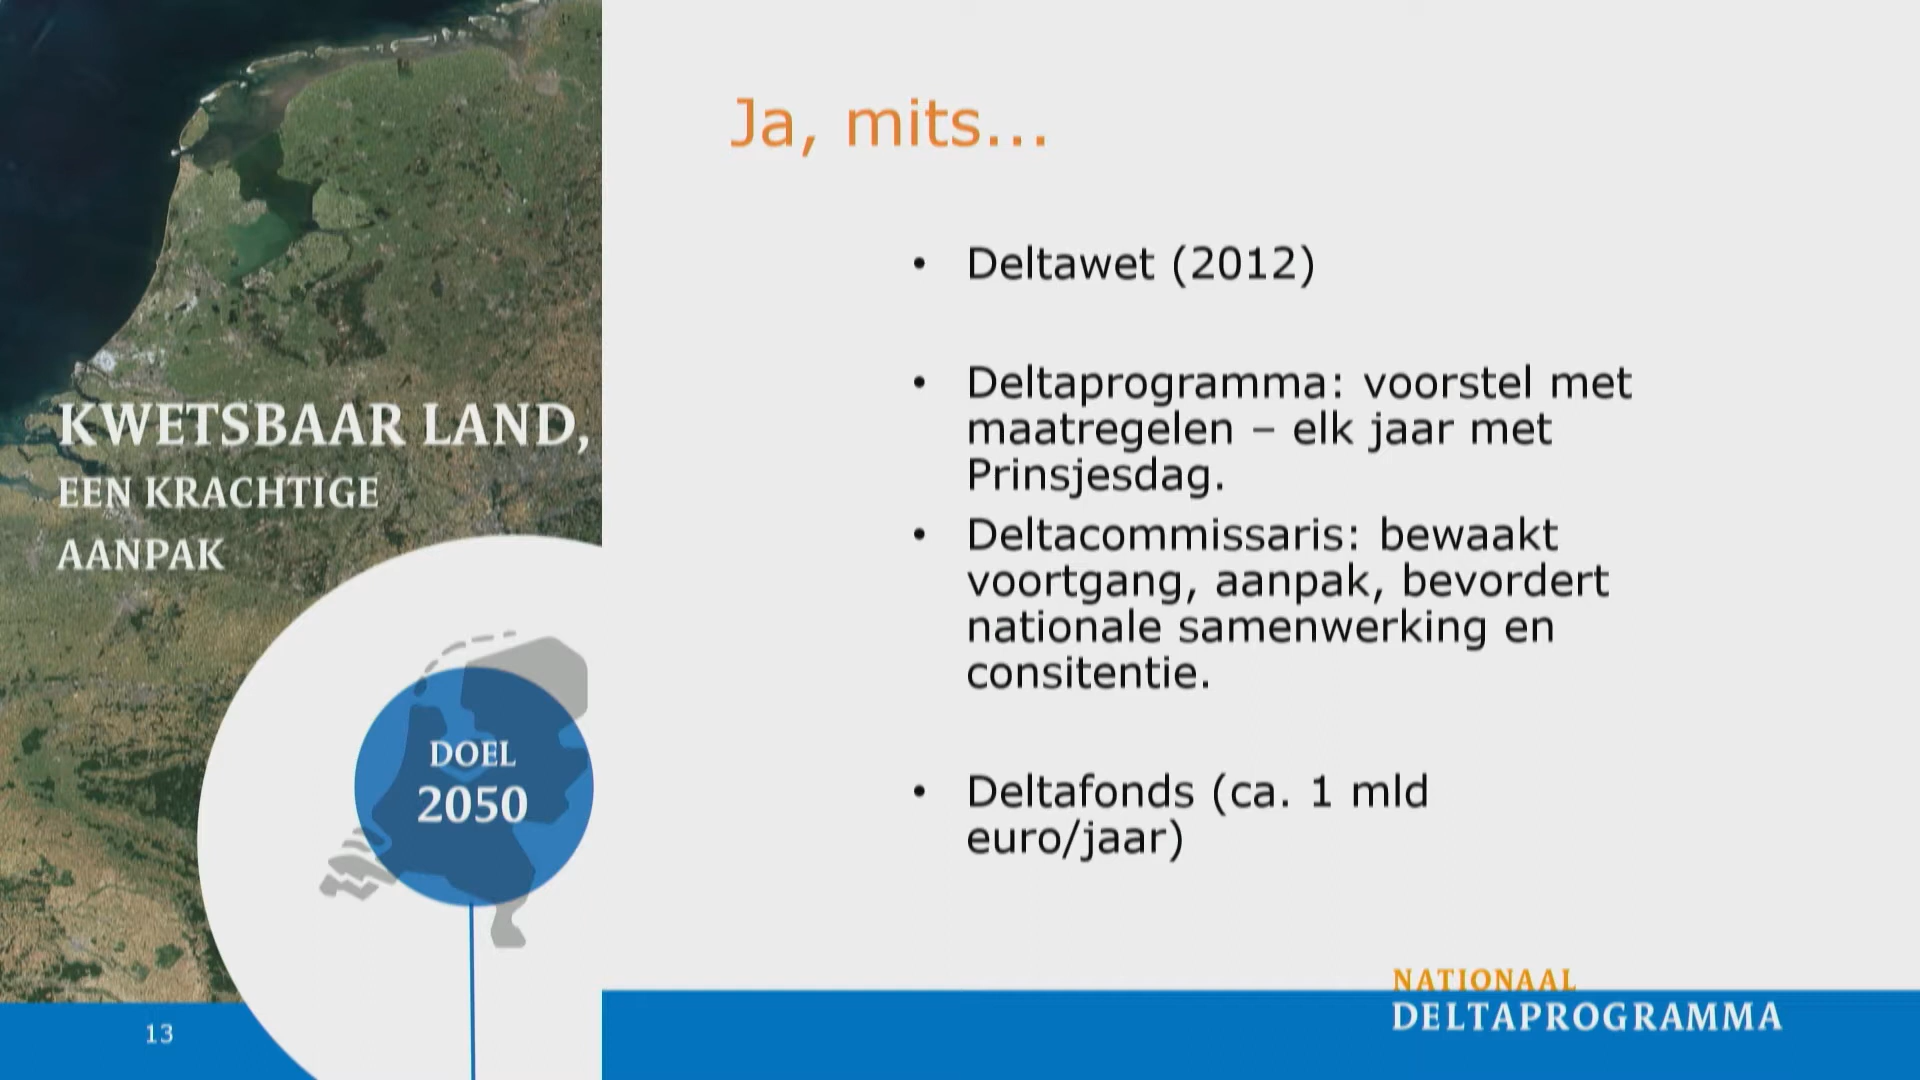 KWETSBAAR LAND,
EEN KRACHTIGE
AANPAK
DOEL
2050
13
Ja, mits...
• Deltawet (2012)
• Deltaprogramma: voorstel met
maatregelen – elk jaar met
Prinsjesdag.
• Deltacommissaris: bewaakt
voortgang, aanpak, bevordert
nationale samenwerking en
consitentie.
• Deltafonds (ca. 1 mld
euro/jaar)
NATIONAAL
DELTAPROGRAMMA